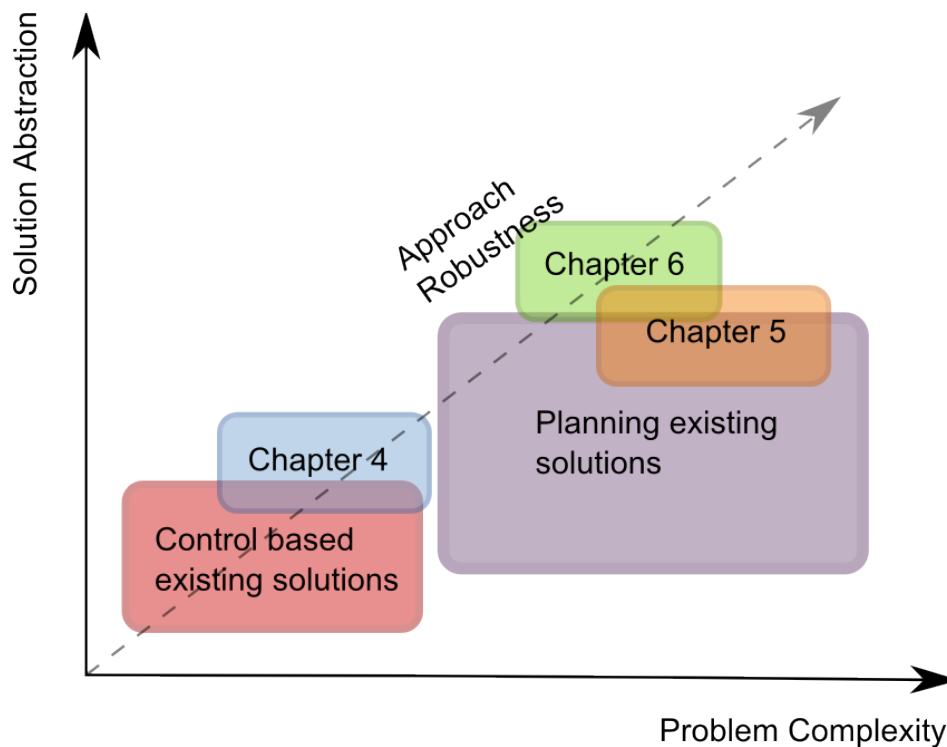 Solution Abstraction
Approach
Robustness
Chapter 6
Chapter 5
Planning existing
solutions
Chapter 4
Control based
existing solutions
Problem Complexity